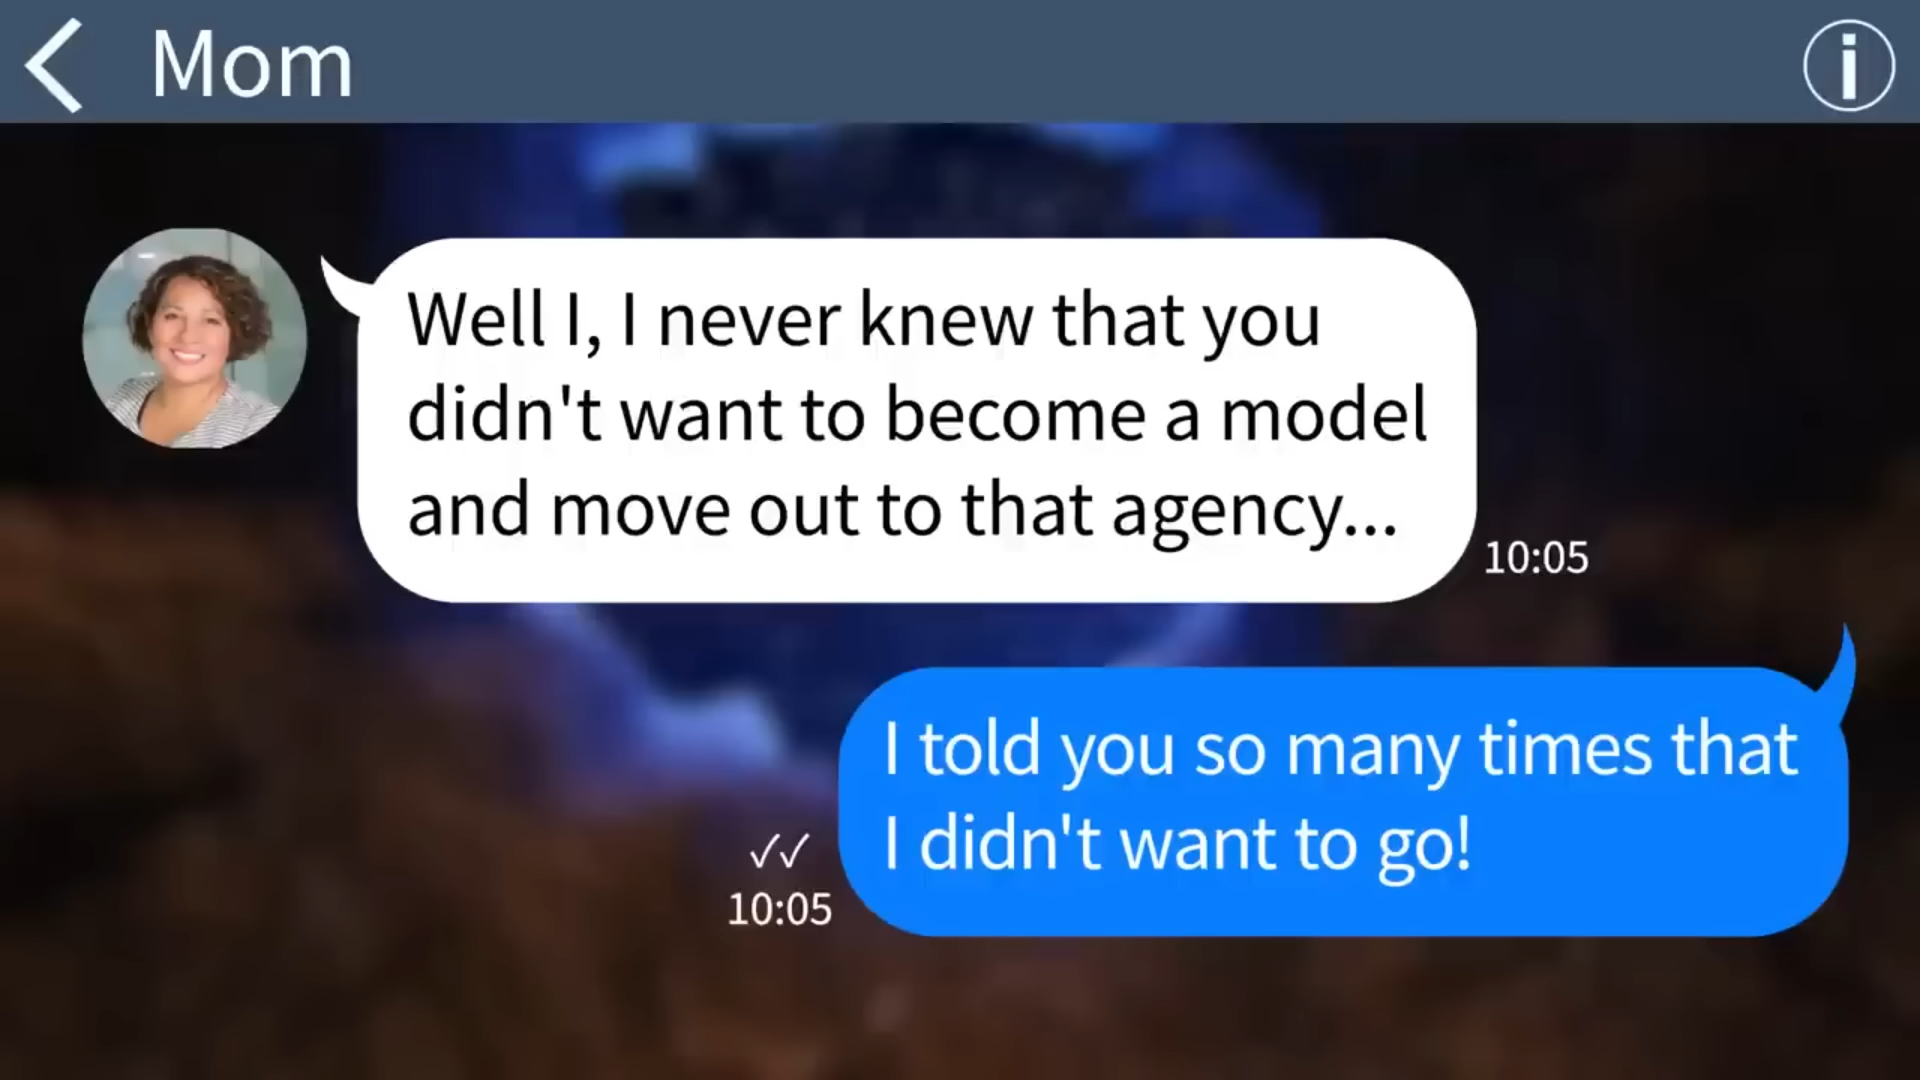 Mom
Well I, I never knew that you
didn't want to become a model
and move out to that agency...
10:05
I told you so many times that
I didn't want to go!
✓✓
10:05